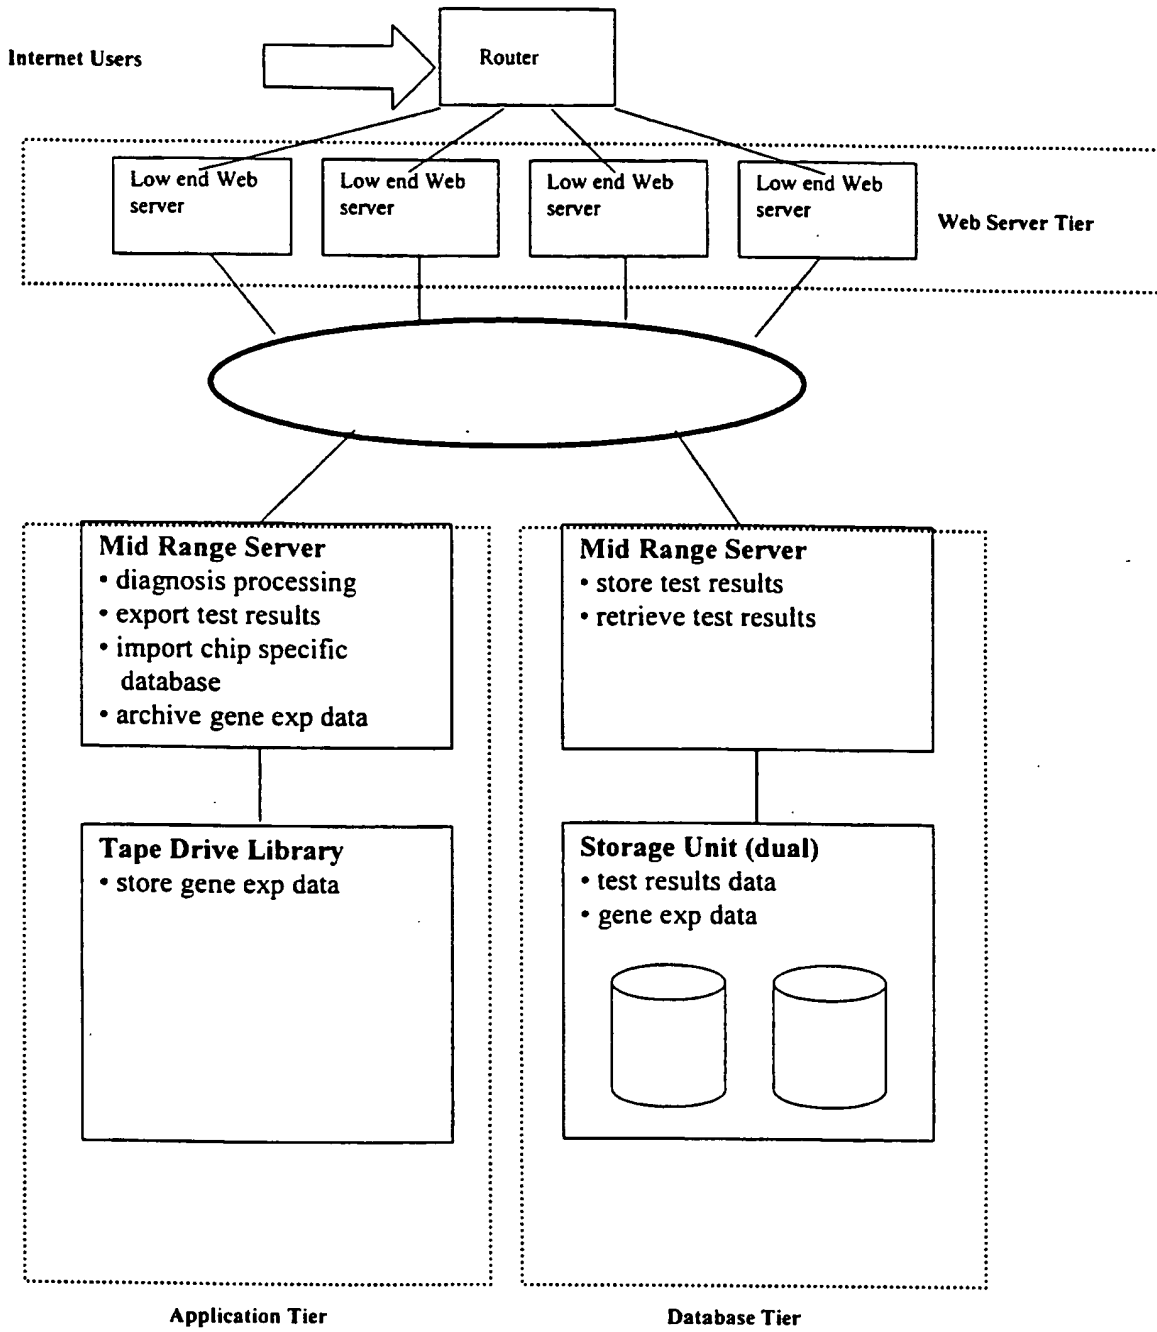 Internet Users
Router
Low end Web
server
Low end Web
server
Low end Web
server
Low end Web
server
Web Server Tier
Mid Range Server
• diagnosis processing
• export test results
• import chip specific
database
• archive gene exp data
Mid Range Server
• store test results
• retrieve test results
Tape Drive Library
• store gene exp data
Storage Unit (dual)
• test results data
• gene exp data
Application Tier
Database Tier